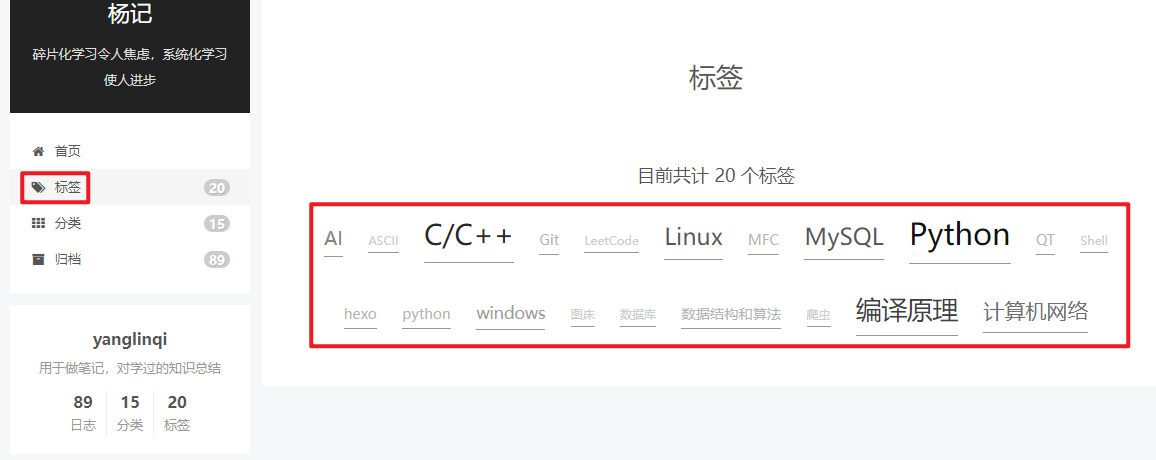 杨记
碎片化学习令人焦虑，系统化学习
使人进步
首页
标签 20
分类 15
归档 89
yanglinqi
用于做笔记，对学过的知识总结
89 15 20
日志 分类 标签
标签
目前共计 20 个标签
AI ASCII C/C++ Git LeetCode Linux MFC MySQL Python QT Shell
hexo python windows 图床 数据库 数据结构和算法 爬虫 编译原理 计算机网络